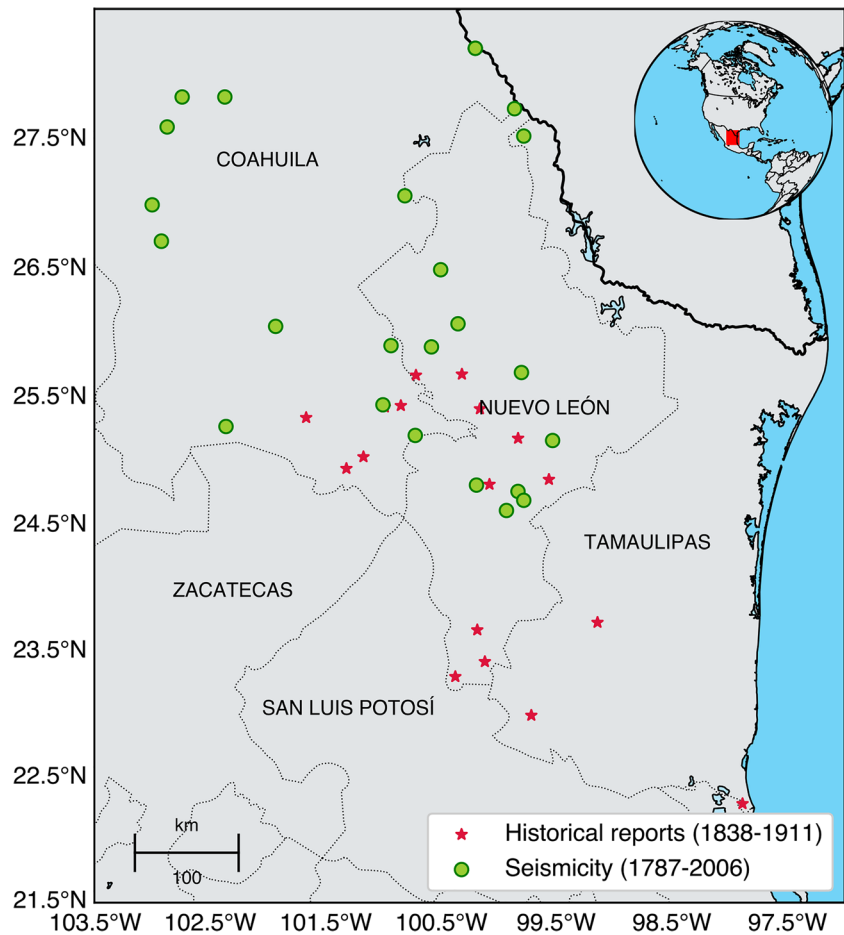 27.5°N
COAHUILA
26.5°N
25.5°N
NUEVO LEÓN
24.5°N
TAMAULIPAS
ZACATECAS
23.5°N
SAN LUIS POTOSÍ
22.5°N
km
100
Historical reports (1838-1911)
Seismicity (1787-2006)
21.5°N
103.5°W 102.5°W 101.5°W 100.5°W 99.5°W 98.5°W 97.5°W